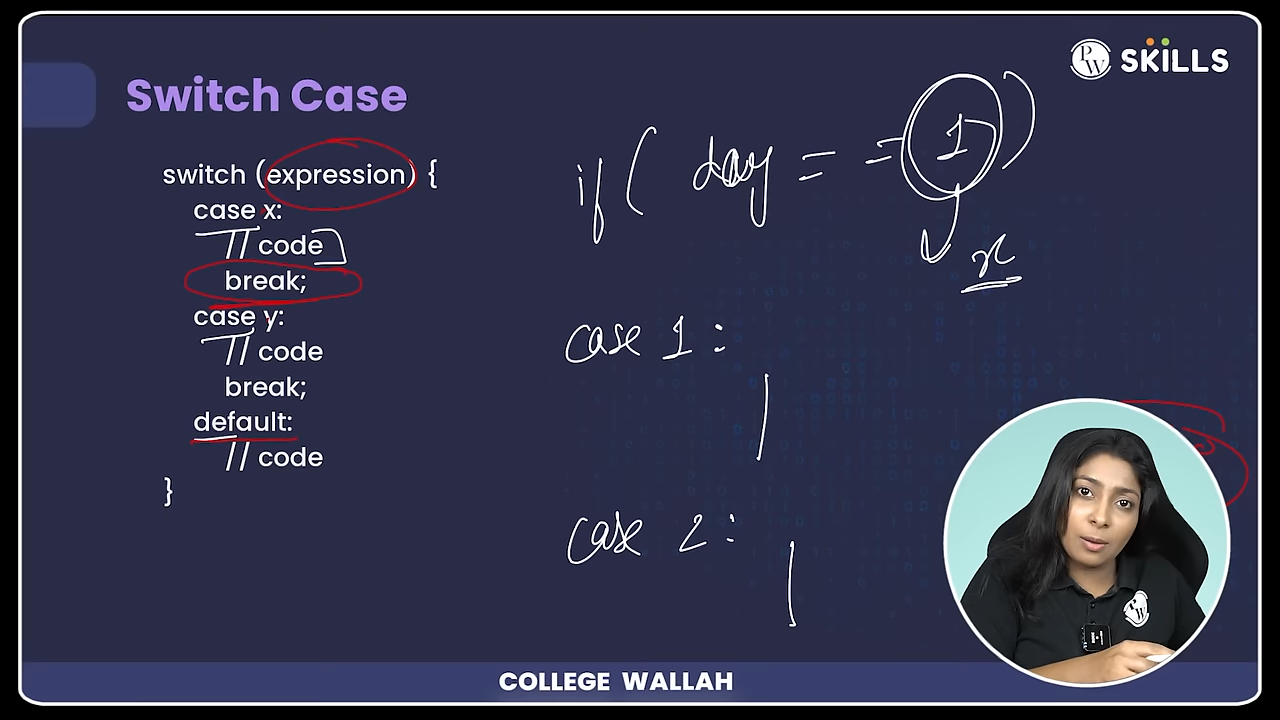 PW SKILLS
Switch Case
switch (expression) {
case x:
// code
break;
case y:
// code
break;
default:
// code
}
if( day == 1)
x
case 1:
case 2:
COLLEGE WALLAH